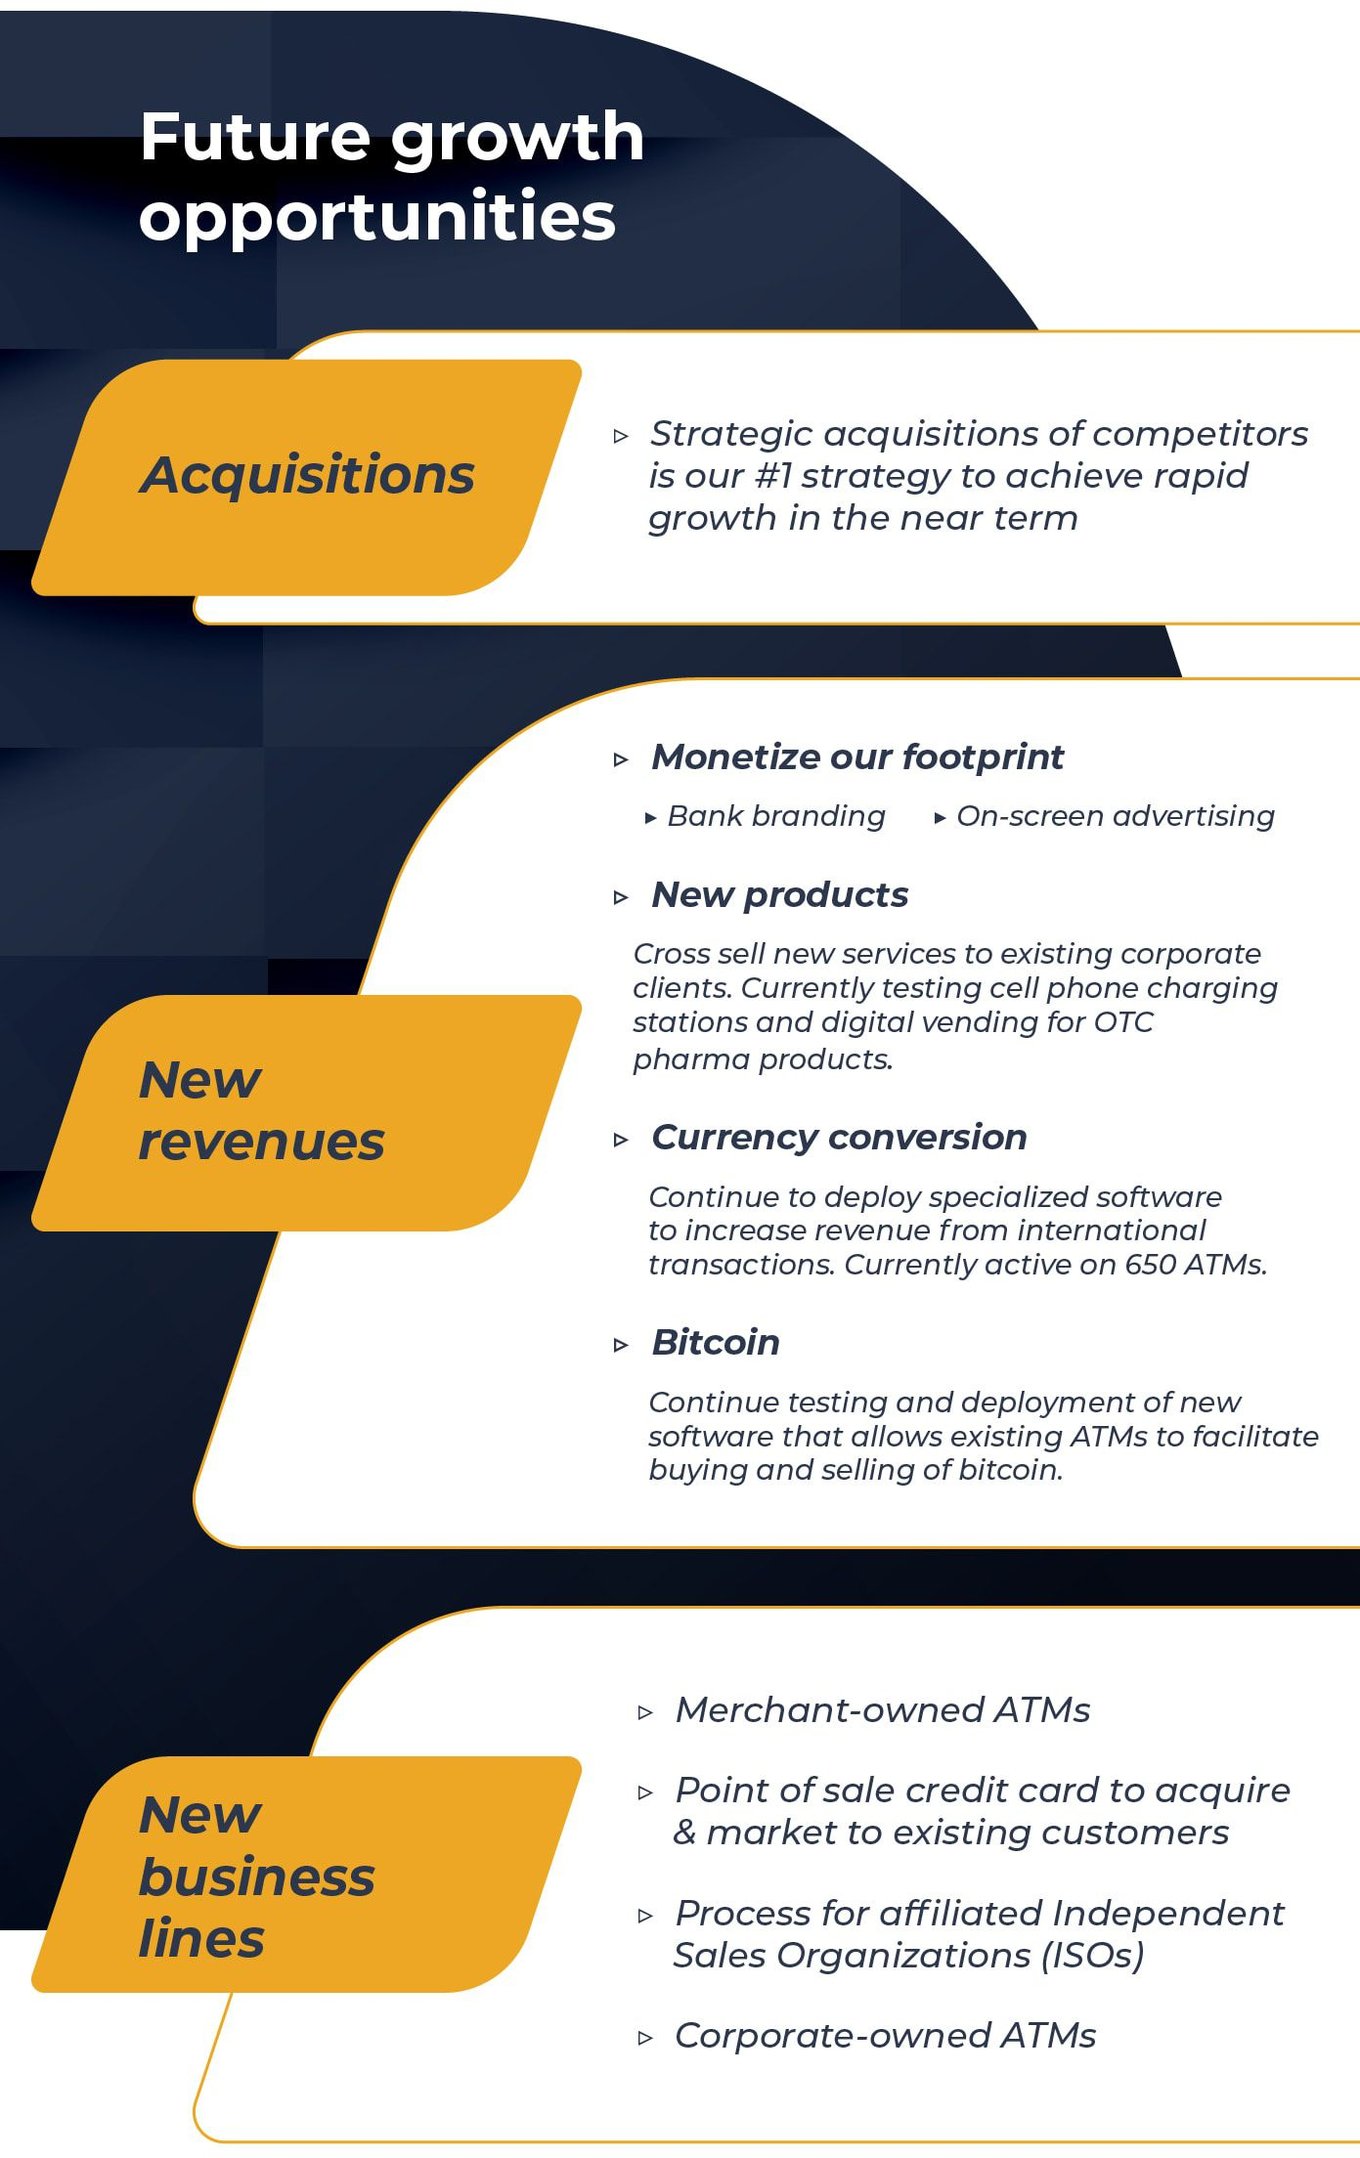 Future growth
opportunities
Acquisitions
▹ Strategic acquisitions of competitors
is our #1 strategy to achieve rapid
growth in the near term
New
revenues
▹ Monetize our footprint
▸ Bank branding ▸ On-screen advertising
▹ New products
Cross sell new services to existing corporate
clients. Currently testing cell phone charging
stations and digital vending for OTC
pharma products.
▹ Currency conversion
Continue to deploy specialized software
to increase revenue from international
transactions. Currently active on 650 ATMs.
▹ Bitcoin
Continue testing and deployment of new
software that allows existing ATMs to facilitate
buying and selling of bitcoin.
New
business
lines
▹ Merchant-owned ATMs
▹ Point of sale credit card to acquire
& market to existing customers
▹ Process for affiliated Independent
Sales Organizations (ISOs)
▹ Corporate-owned ATMs